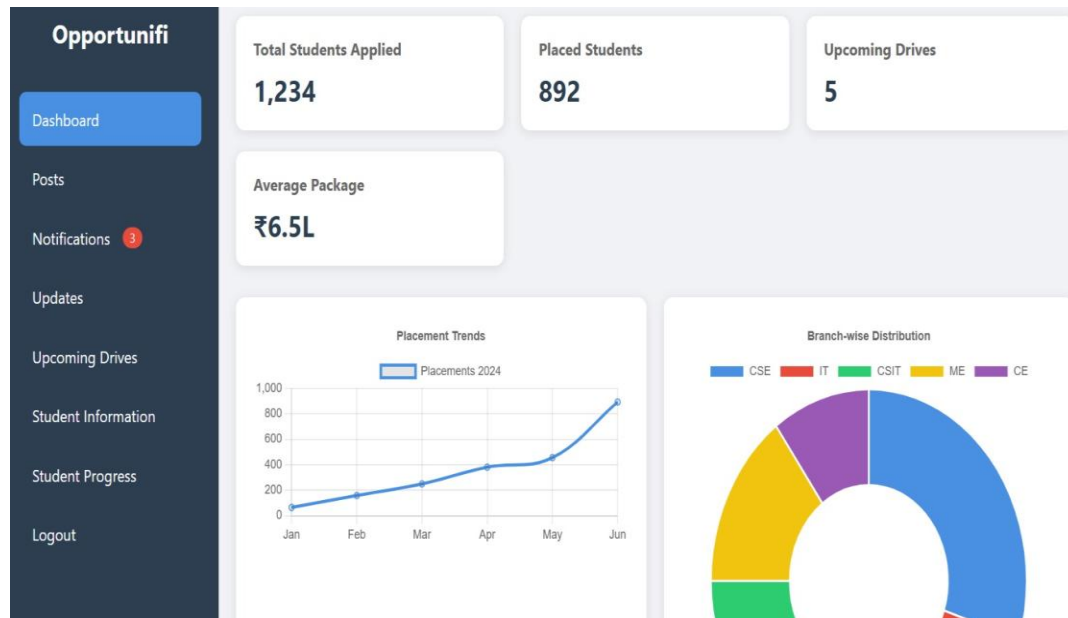 Opportunifi
Dashboard
Posts
Notifications 3
Updates
Upcoming Drives
Student Information
Student Progress
Logout
Total Students Applied
1,234
Placed Students
892
Upcoming Drives
5
Average Package
₹6.5L
Placement Trends
Placements 2024
1,000
800
600
400
200
0
Jan Feb Mar Apr May Jun
Branch-wise Distribution
CSE IT CSIT ME CE